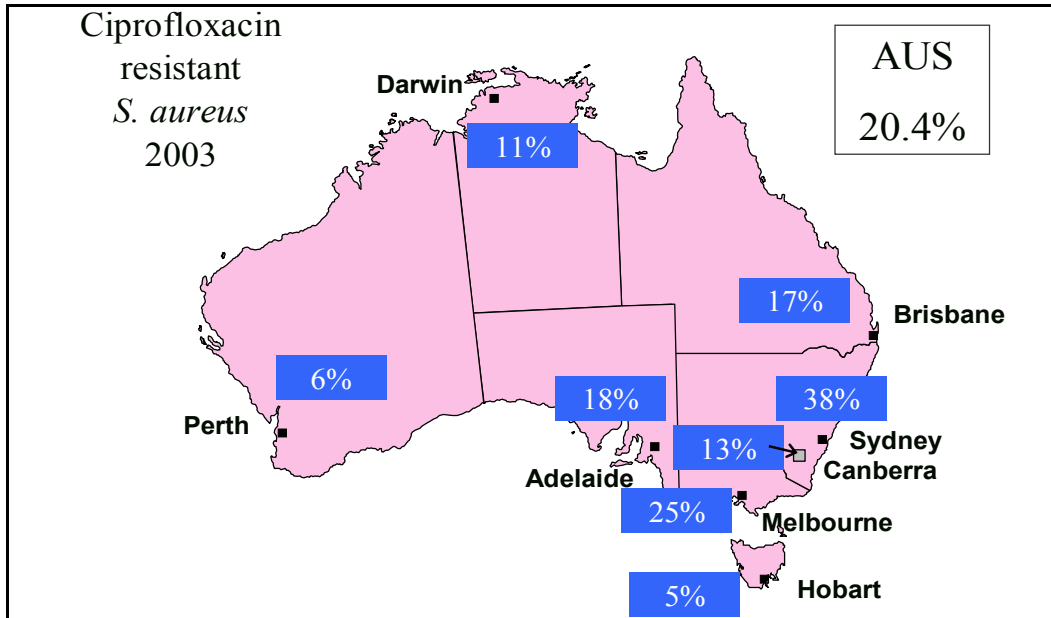 Ciprofloxacin
resistant
S. aureus
2003
AUS
20.4%
Darwin
11%
17%
Brisbane
6%
Perth
18%
38%
Adelaide
13%
Sydney
Canberra
25%
Melbourne
5%
Hobart